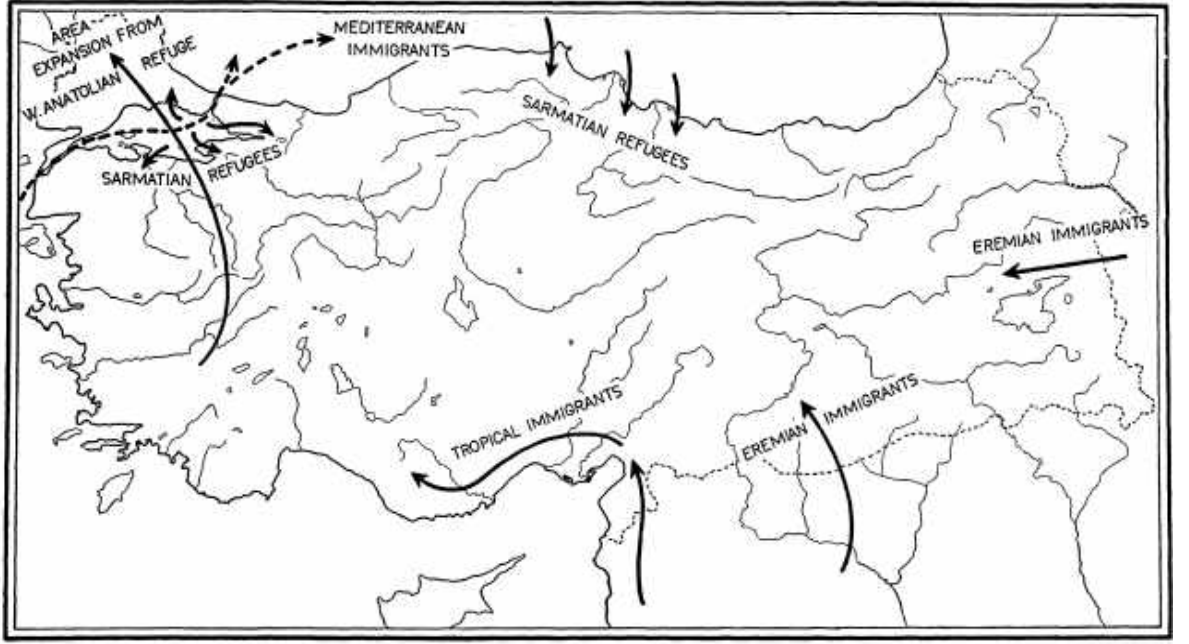 AREA
EXPANSION FROM
W. ANATOLIAN REFUGE
MEDITERRANEAN
IMMIGRANTS
SARMATIAN REFUGEES
SARMATIAN REFUGEES
EREMIAN IMMIGRANTS
TROPICAL IMMIGRANTS
EREMIAN IMMIGRANTS